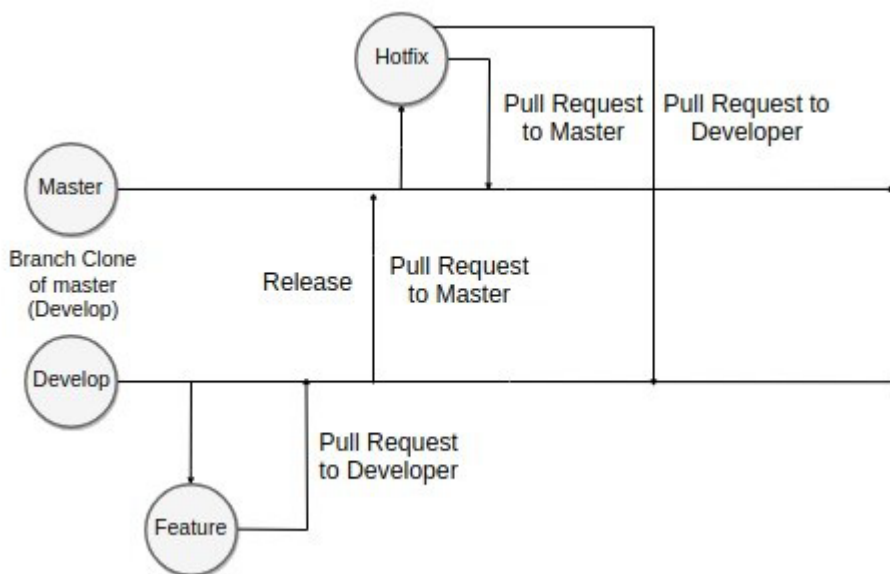 Hotfix
Pull Request
to Master
Pull Request to
Developer
Master
Branch Clone
of master
(Develop)
Release
Pull Request
to Master
Develop
Pull Request
to Developer
Feature